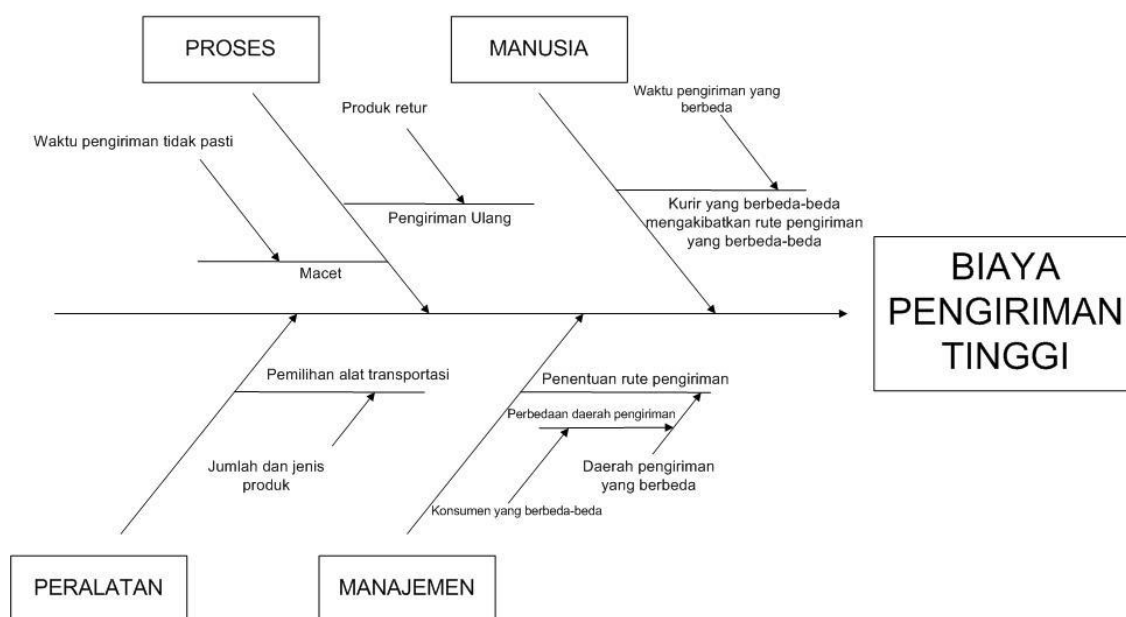 PROSES
MANUSIA
Waktu pengiriman yang
berbeda
Produk retur
Waktu pengiriman tidak pasti
Pengiriman Ulang
Kurir yang berbeda-beda
mengakibatkan rute pengiriman
yang berbeda-beda
Macet
BIAYA
PENGIRIMAN
TINGGI
Pemilihan alat transportasi
Penentuan rute pengiriman
Perbedaan daerah pengiriman
Jumlah dan jenis
produk
Daerah pengiriman
yang berbeda
Konsumen yang berbeda-beda
PERALATAN
MANAJEMEN